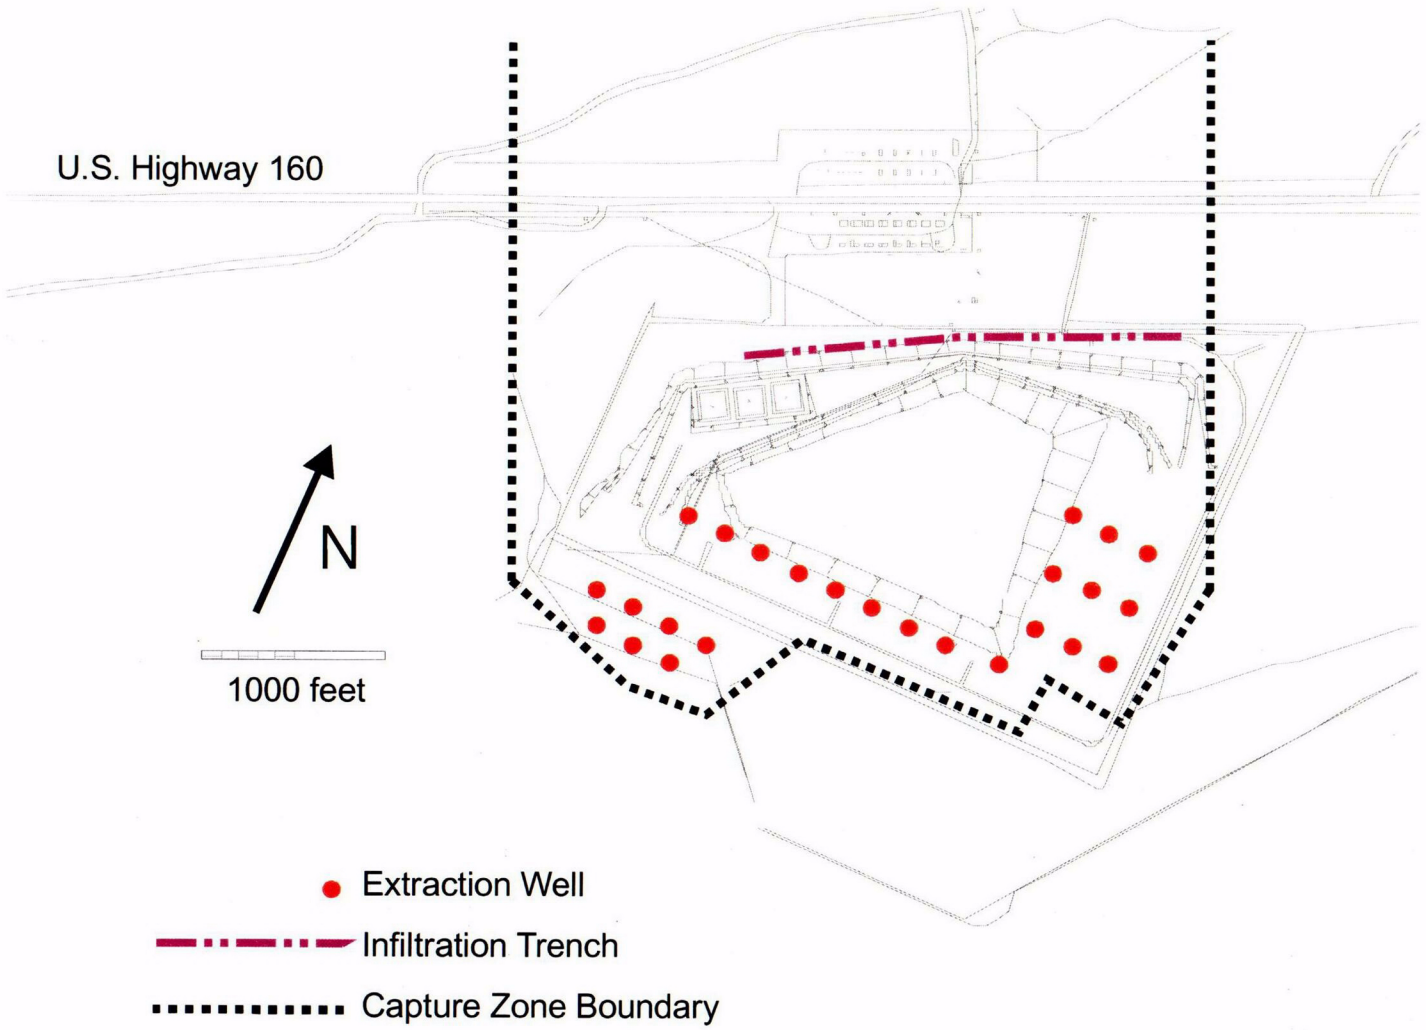 U.S. Highway 160
N
1000 feet
Extraction Well
Infiltration Trench
Capture Zone Boundary